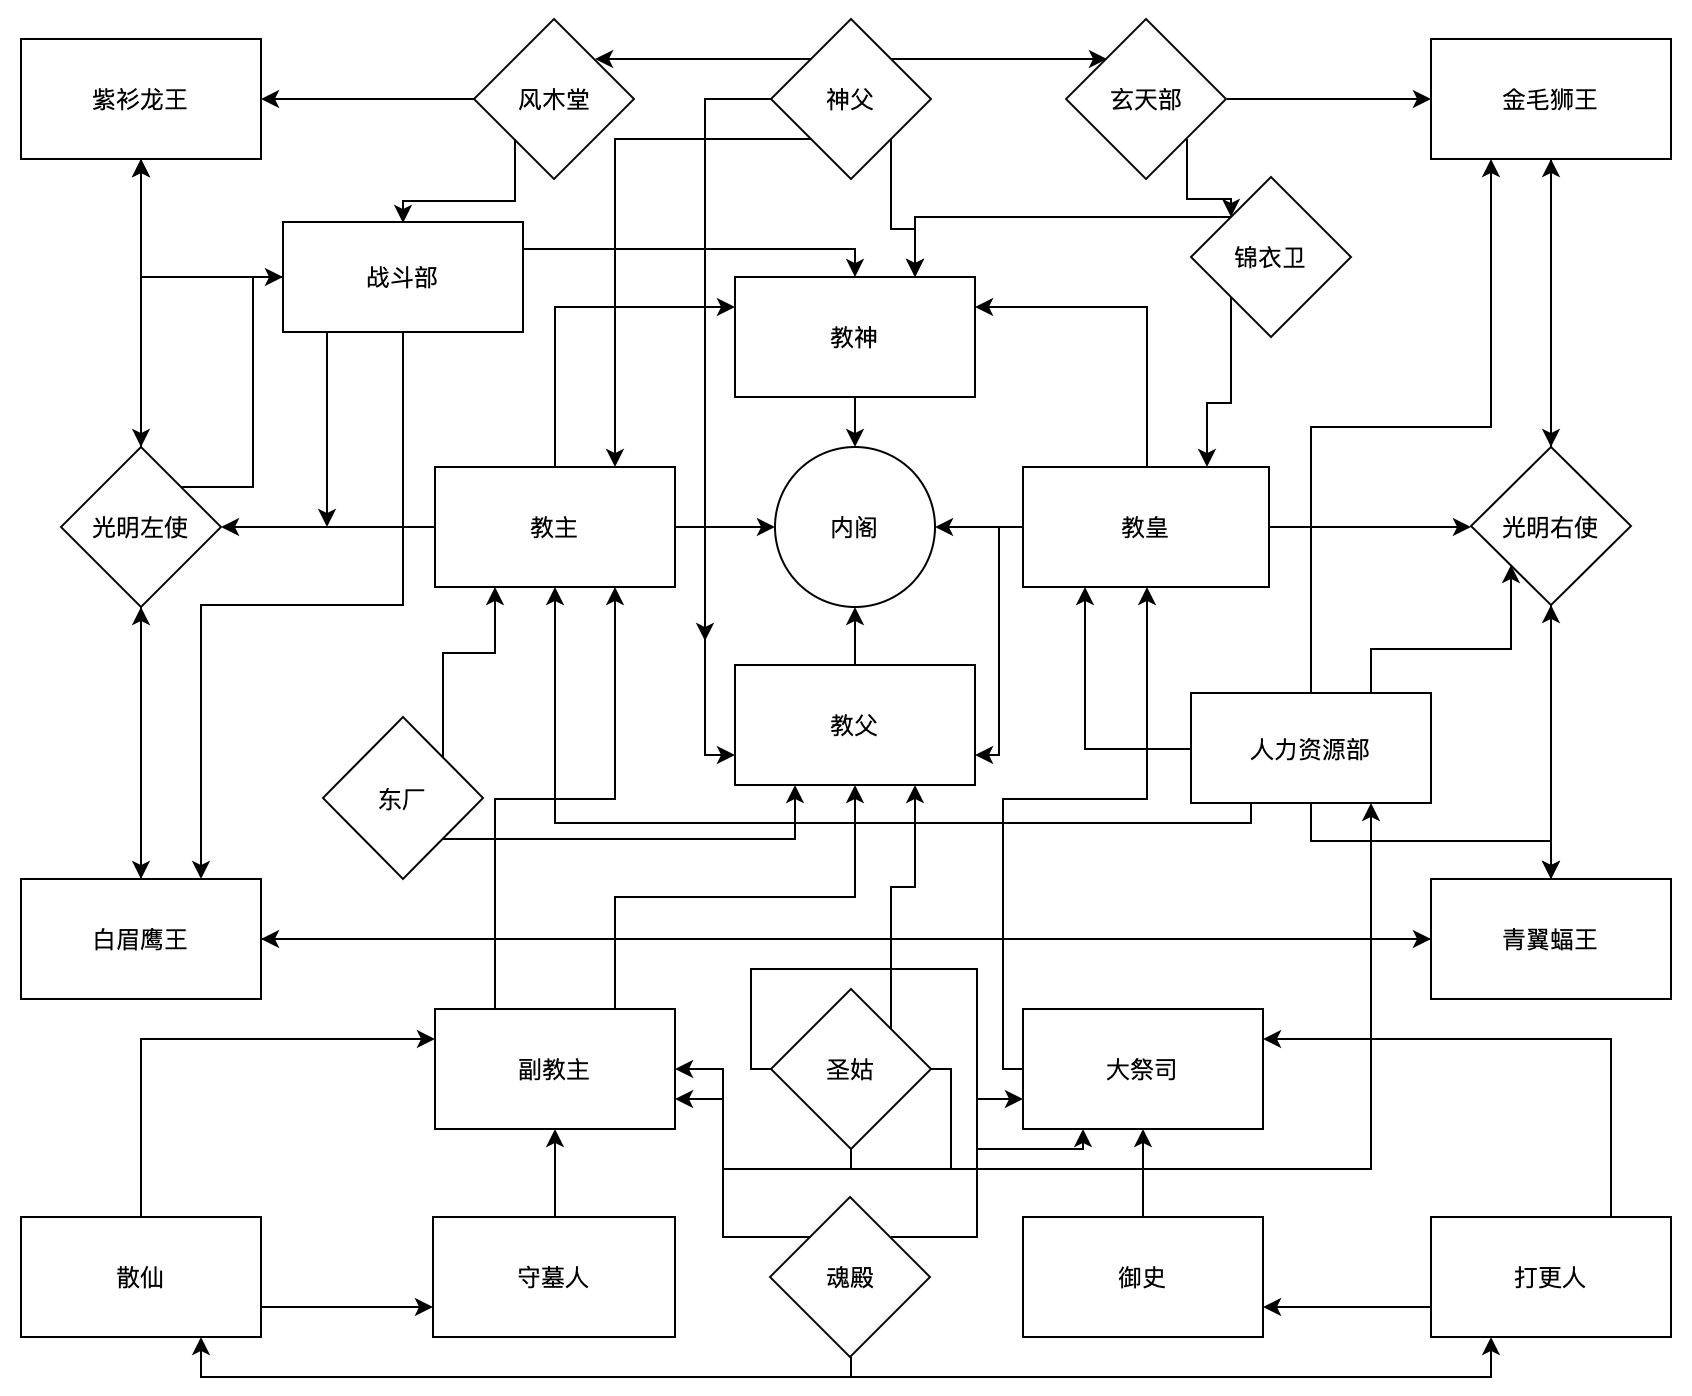 紫衫龙王
风木堂
神父
玄天部
金毛狮王
战斗部
锦衣卫
教神
光明左使
教主
内阁
教皇
光明右使
教父
人力资源部
东厂
白眉鹰王
青翼蝠王
副教主
圣姑
大祭司
散仙
守墓人
魂殿
御史
打更人